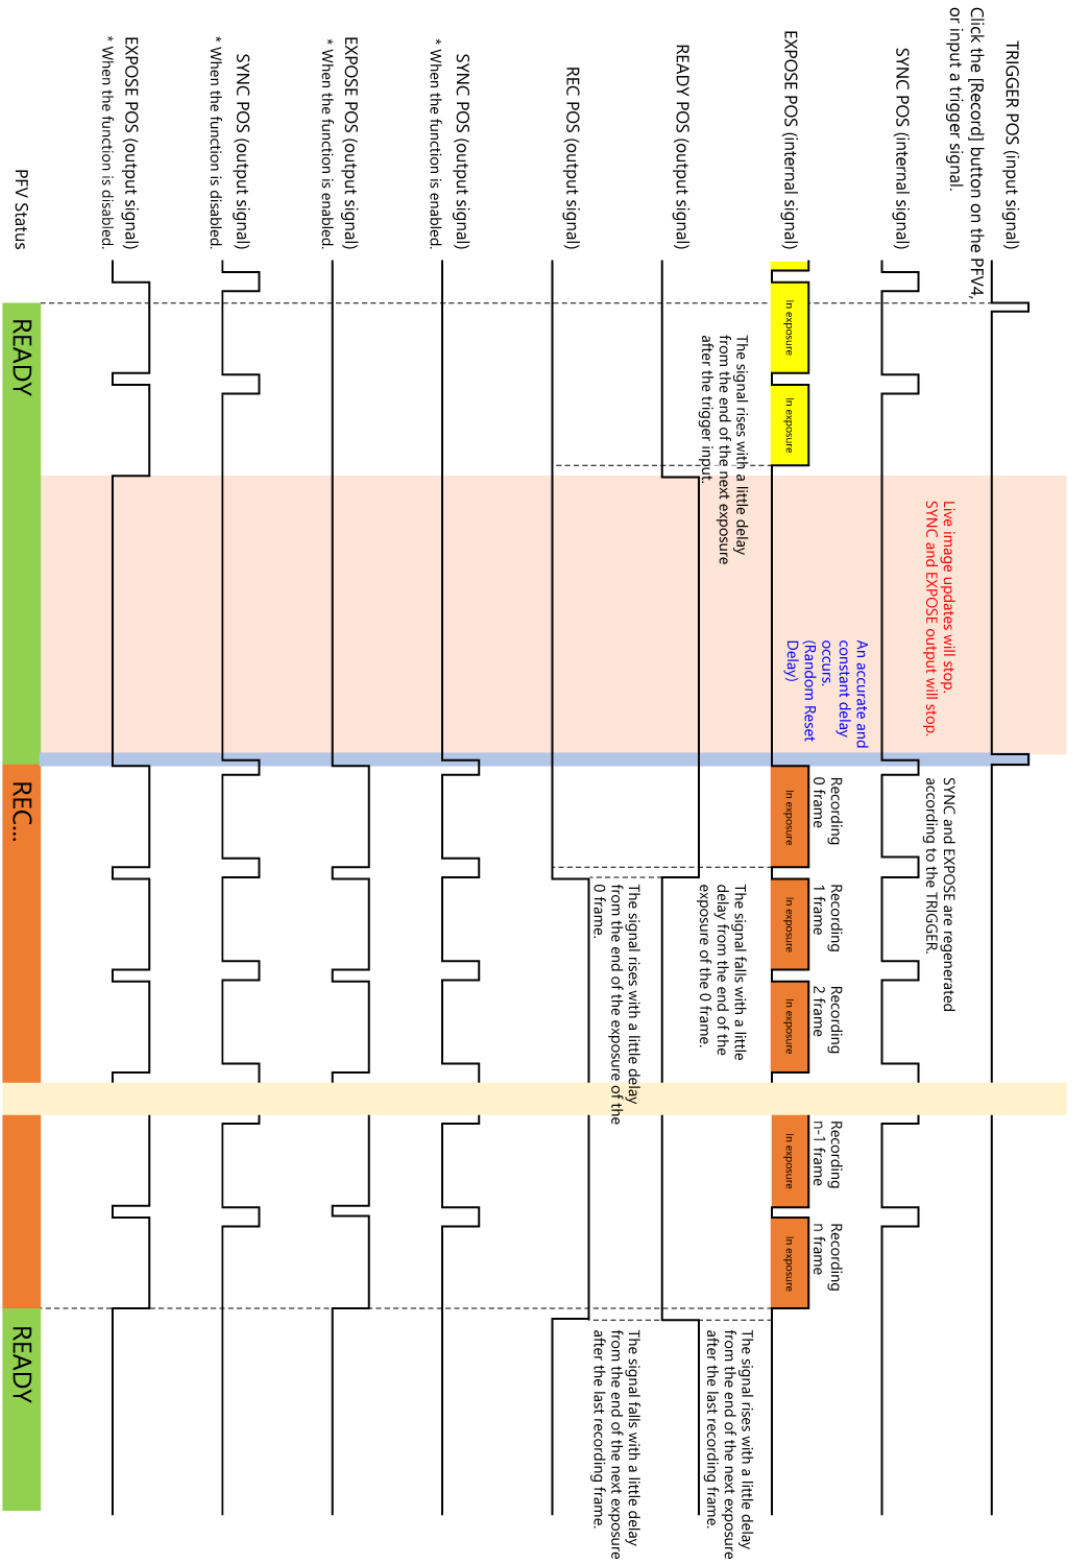 TRIGGER POS (input signal)
Click the [Record] button on the PFV4,
or input a trigger signal.
SYNC POS (internal signal)
Live image updates will stop.
SYNC and EXPOSE output will stop.
SYNC and EXPOSE are regenerated
according to the TRIGGER.
EXPOSE POS (internal signal)
In exposure
In exposure
An accurate and
constant delay
occurs.
(Random Reset
Delay)
Recording
0 frame
In exposure
Recording
1 frame
In exposure
Recording
2 frame
In exposure
Recording
n-1 frame
In exposure
Recording
n frame
In exposure
READY POS (output signal)
The signal rises with a little delay
from the end of the next exposure
after the trigger input.
The signal falls with a little
delay from the end of the
exposure of the 0 frame.
The signal rises with a little delay
from the end of the next exposure
after the last recording frame.
REC POS (output signal)
The signal rises with a little delay
from the end of the exposure of the
0 frame.
The signal falls with a little delay
from the end of the next exposure
after the last recording frame.
SYNC POS (output signal)
* When the function is enabled.
EXPOSE POS (output signal)
* When the function is enabled.
SYNC POS (output signal)
* When the function is disabled.
EXPOSE POS (output signal)
* When the function is disabled.
PFV Status
READY
REC...
READY